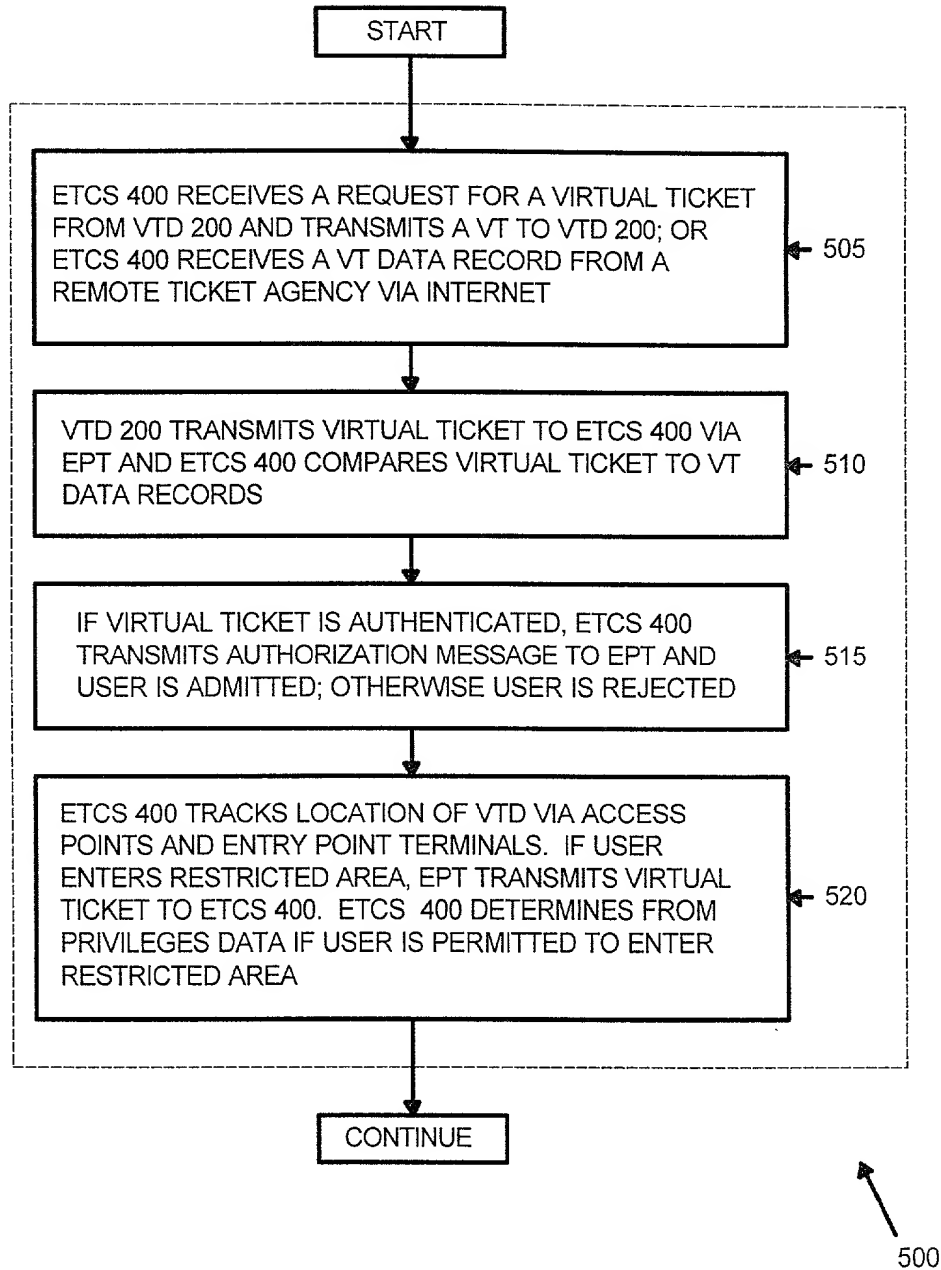 START
ETCS 400 RECEIVES A REQUEST FOR A VIRTUAL TICKET
FROM VTD 200 AND TRANSMITS A VT TO VTD 200; OR
ETCS 400 RECEIVES A VT DATA RECORD FROM A
REMOTE TICKET AGENCY VIA INTERNET
505
VTD 200 TRANSMITS VIRTUAL TICKET TO ETCS 400 VIA
EPT AND ETCS 400 COMPARES VIRTUAL TICKET TO VT
DATA RECORDS
510
IF VIRTUAL TICKET IS AUTHENTICATED, ETCS 400
TRANSMITS AUTHORIZATION MESSAGE TO EPT AND
USER IS ADMITTED; OTHERWISE USER IS REJECTED
515
ETCS 400 TRACKS LOCATION OF VTD VIA ACCESS
POINTS AND ENTRY POINT TERMINALS. IF USER
ENTERS RESTRICTED AREA, EPT TRANSMITS VIRTUAL
TICKET TO ETCS 400. ETCS 400 DETERMINES FROM
PRIVILEGES DATA IF USER IS PERMITTED TO ENTER
RESTRICTED AREA
520
CONTINUE
500